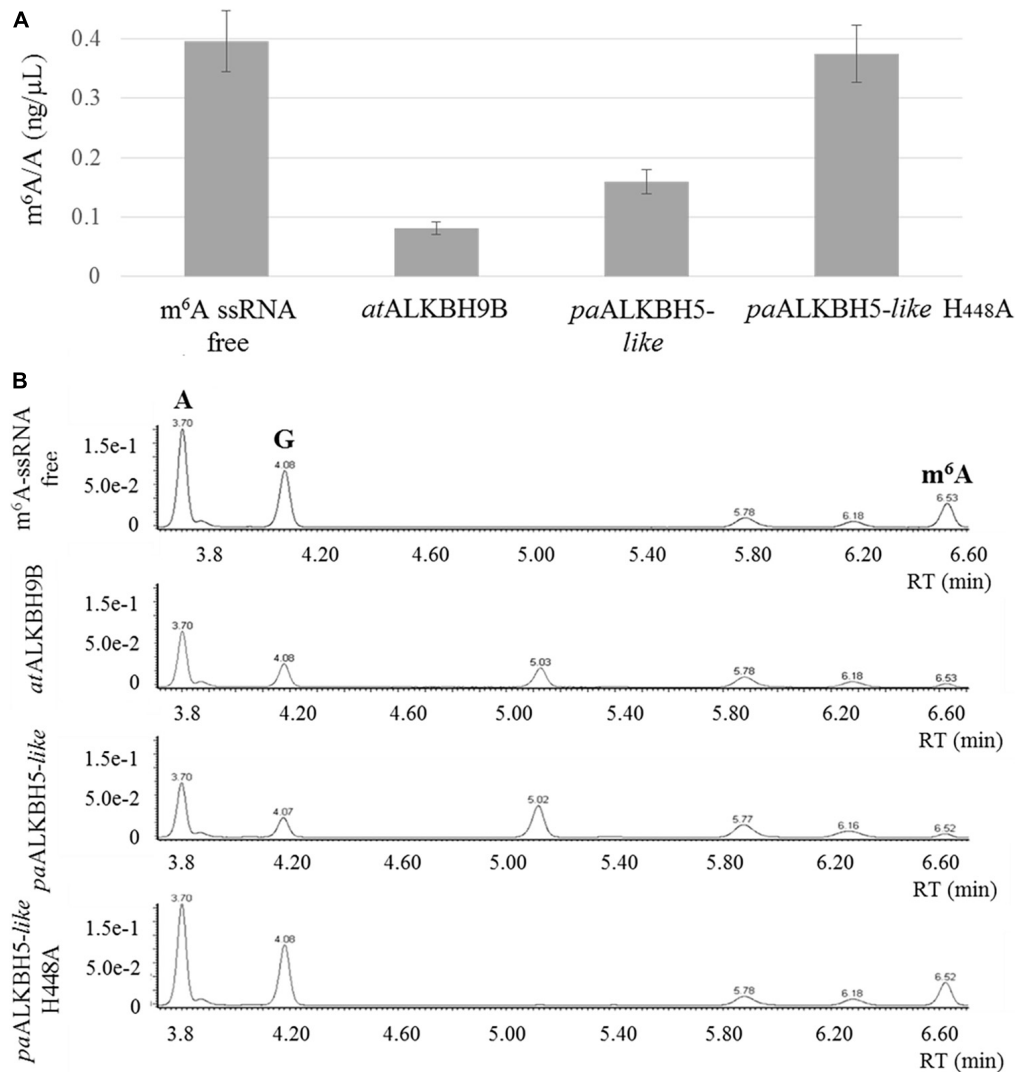 A
m⁶A/A (ng/µL)
0.4
0.3
0.2
0.1
0
m⁶A ssRNA free
atALKBH9B
paALKBH5-like
paALKBH5-like H448A
B
m⁶A-ssRNA free
1.5e-1
5.0e-2
0
A
3.70
G
4.08
5.78
6.18
m⁶A
6.53
3.8 4.20 4.60 5.00 5.40 5.80 6.20 6.60
RT (min)
atALKBH9B
1.5e-1
5.0e-2
0
3.70
4.08
5.03
5.78
6.18
6.53
3.8 4.20 4.60 5.00 5.40 5.80 6.20 6.60
RT (min)
paALKBH5-like
1.5e-1
5.0e-2
0
3.70
4.07
5.02
5.77
6.16
6.52
3.8 4.20 4.60 5.00 5.40 5.80 6.20 6.60
RT (min)
paALKBH5-like H448A
1.5e-1
5.0e-2
0
3.70
4.08
5.78
6.18
6.52
3.8 4.20 4.60 5.00 5.40 5.80 6.20 6.60
RT (min)